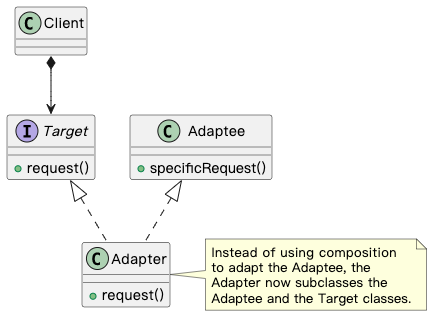 C Client
I Target
+ request()
C Adaptee
+ specificRequest()
C Adapter
+ request()
Instead of using composition
to adapt the Adaptee, the
Adapter now subclasses the
Adaptee and the Target classes.